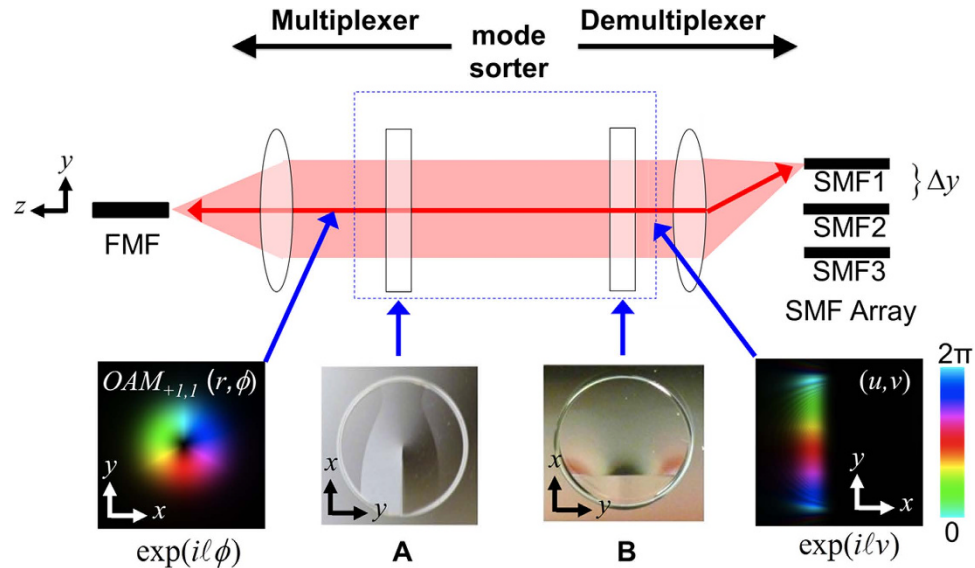 Multiplexer
Demultiplexer
mode
sorter
y
z
FMF
SMF1
} Δy
SMF2
SMF3
SMF Array
OAM+1,1 (r,ϕ)
y
x
exp(iℓϕ)
x
y
A
x
y
B
(u,v)
y
x
exp(iℓv)
2π
0